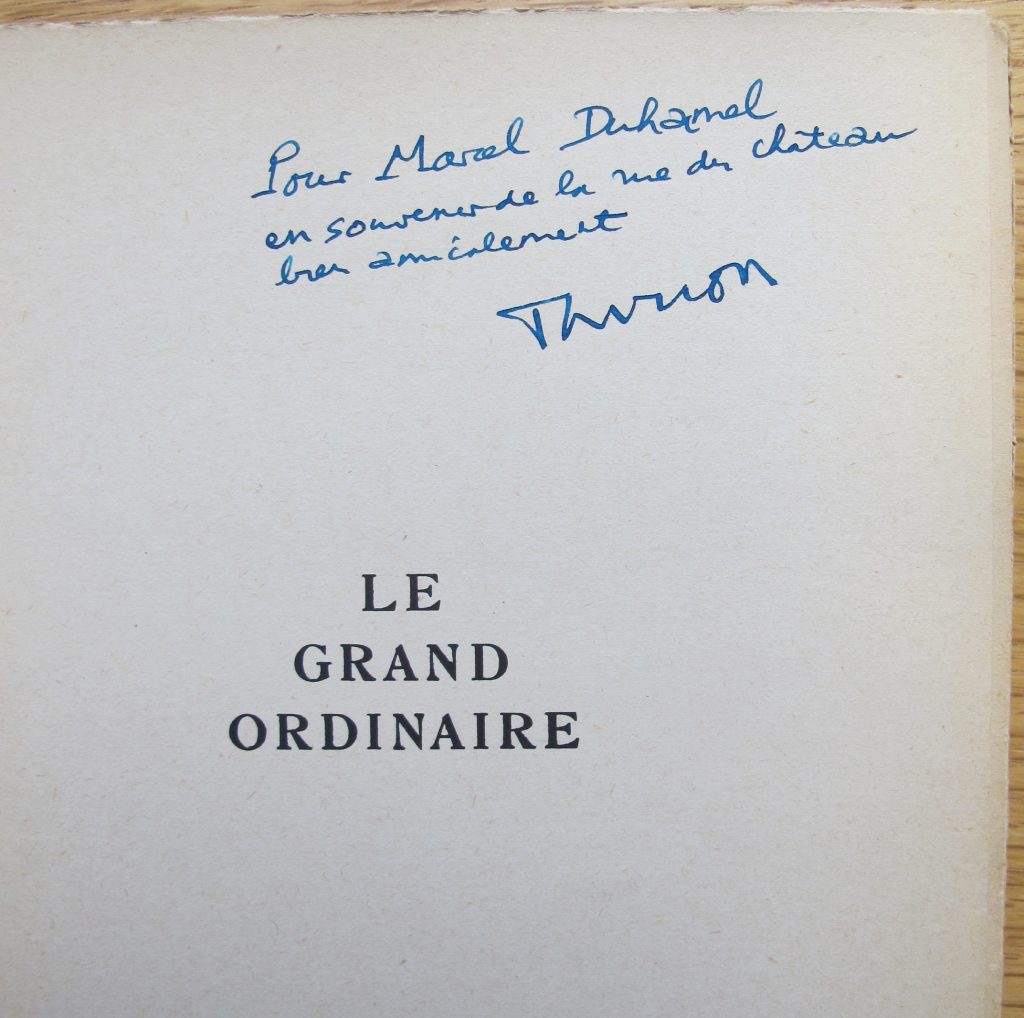 Pour Marcel Duhamel
en souvenir de la rue du château
bien amicalement
Thirion
LE
GRAND
ORDINAIRE